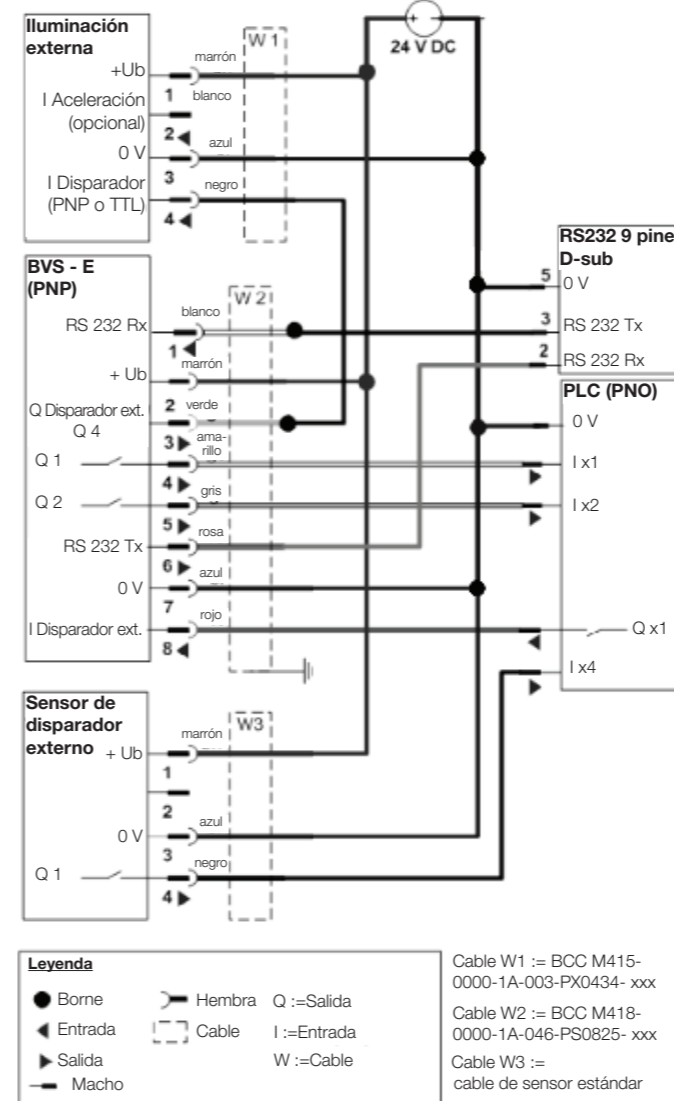 24 V DC
Iluminación
externa
+Ub
I Aceleración
(opcional)
0 V
I Disparador
(PNP o TTL)
W 1
marrón
1
blanco
2
azul
3
negro
4
BVS - E
(PNP)
RS 232 Rx
+ Ub
Q Disparador ext.
Q 4
Q 1
Q 2
RS 232 Tx
0 V
I Disparador ext.
W 2
blanco
1
marrón
2
verde
3
ama-
rillo
4
gris
5
rosa
6
azul
7
rojo
8
RS232 9 pine
D-sub
5
0 V
3
RS 232 Tx
2
RS 232 Rx
PLC (PNO)
0 V
I x1
I x2
Q x1
I x4
Sensor de
disparador
externo
+ Ub
0 V
Q 1
W3
marrón
1
2
azul
3
negro
4
Leyenda
Borne
Hembra
Q :=Salida
Entrada
Cable
I :=Entrada
Salida
W :=Cable
Macho
Cable W1 := BCC M415-
0000-1A-003-PX0434- xxx
Cable W2 := BCC M418-
0000-1A-046-PS0825- xxx
Cable W3 :=
cable de sensor estándar